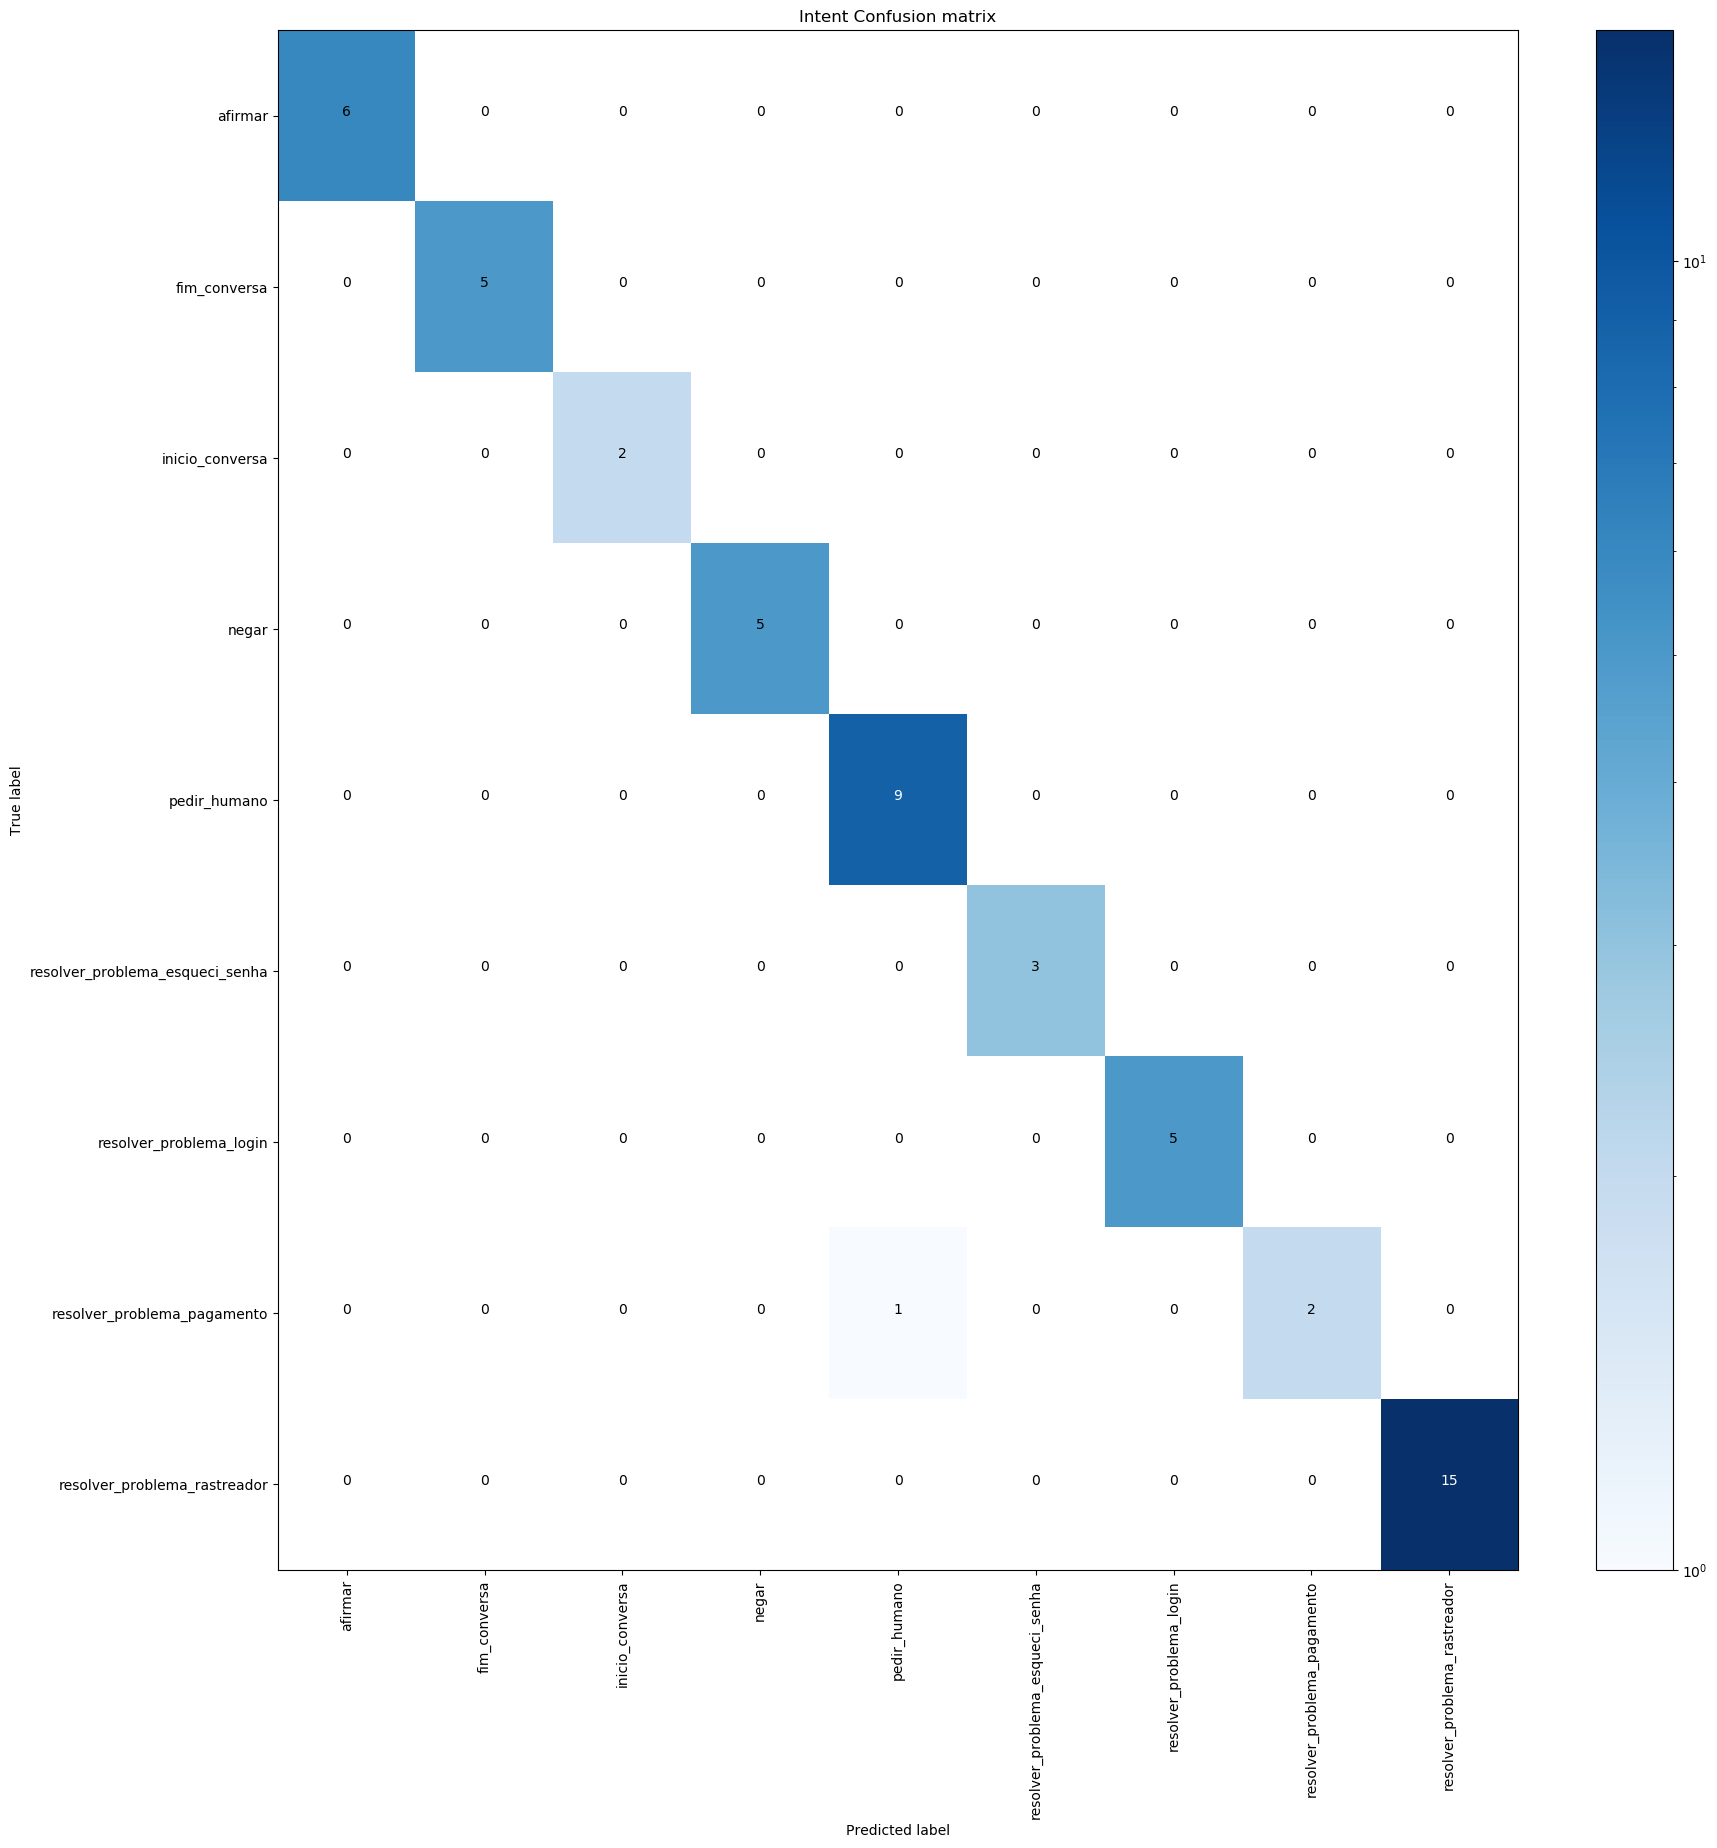 Intent Confusion matrix
True label
afirmar 6 0 0 0 0 0 0 0 0
fim_conversa 0 5 0 0 0 0 0 0 0
inicio_conversa 0 0 2 0 0 0 0 0 0
negar 0 0 0 5 0 0 0 0 0
pedir_humano 0 0 0 0 9 0 0 0 0
resolver_problema_esqueci_senha 0 0 0 0 0 3 0 0 0
resolver_problema_login 0 0 0 0 0 0 5 0 0
resolver_problema_pagamento 0 0 0 0 1 0 0 2 0
resolver_problema_rastreador 0 0 0 0 0 0 0 0 15
afirmar
fim_conversa
inicio_conversa
negar
pedir_humano
resolver_problema_esqueci_senha
resolver_problema_login
resolver_problema_pagamento
resolver_problema_rastreador
Predicted label
10¹
10⁰